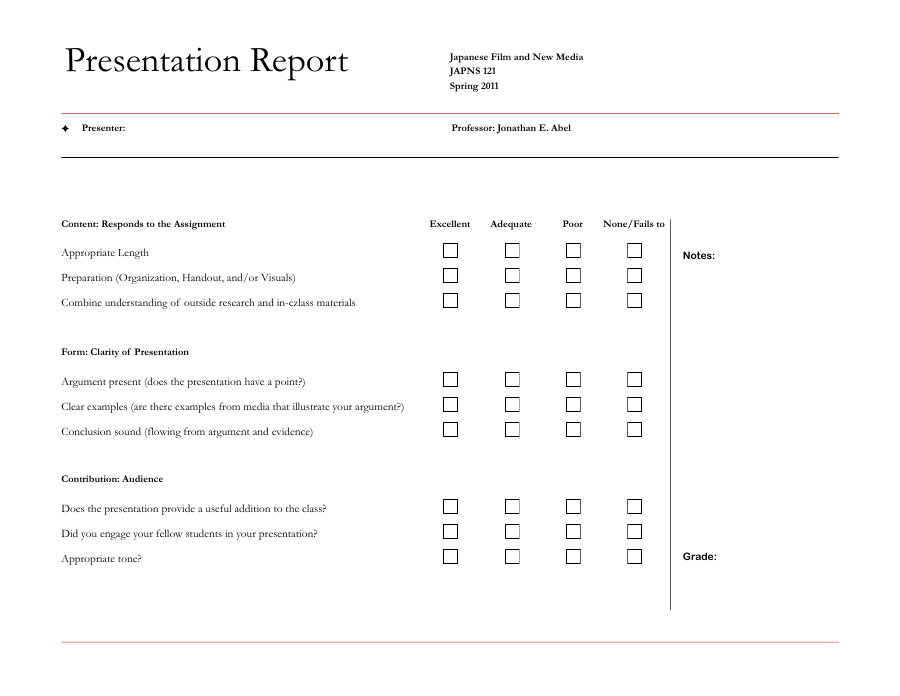 Presentation Report
Japanese Film and New Media
JAPNS 121
Spring 2011
✦ Presenter:
Professor: Jonathan E. Abel
Content: Responds to the Assignment Excellent Adequate Poor None/Fails to
Appropriate Length
Preparation (Organization, Handout, and/or Visuals)
Combine understanding of outside research and in-czlass materials
Form: Clarity of Presentation
Argument present (does the presentation have a point?)
Clear examples (are there examples from media that illustrate your argument?)
Conclusion sound (flowing from argument and evidence)
Contribution: Audience
Does the presentation provide a useful addition to the class?
Did you engage your fellow students in your presentation?
Appropriate tone?
Notes:
Grade: